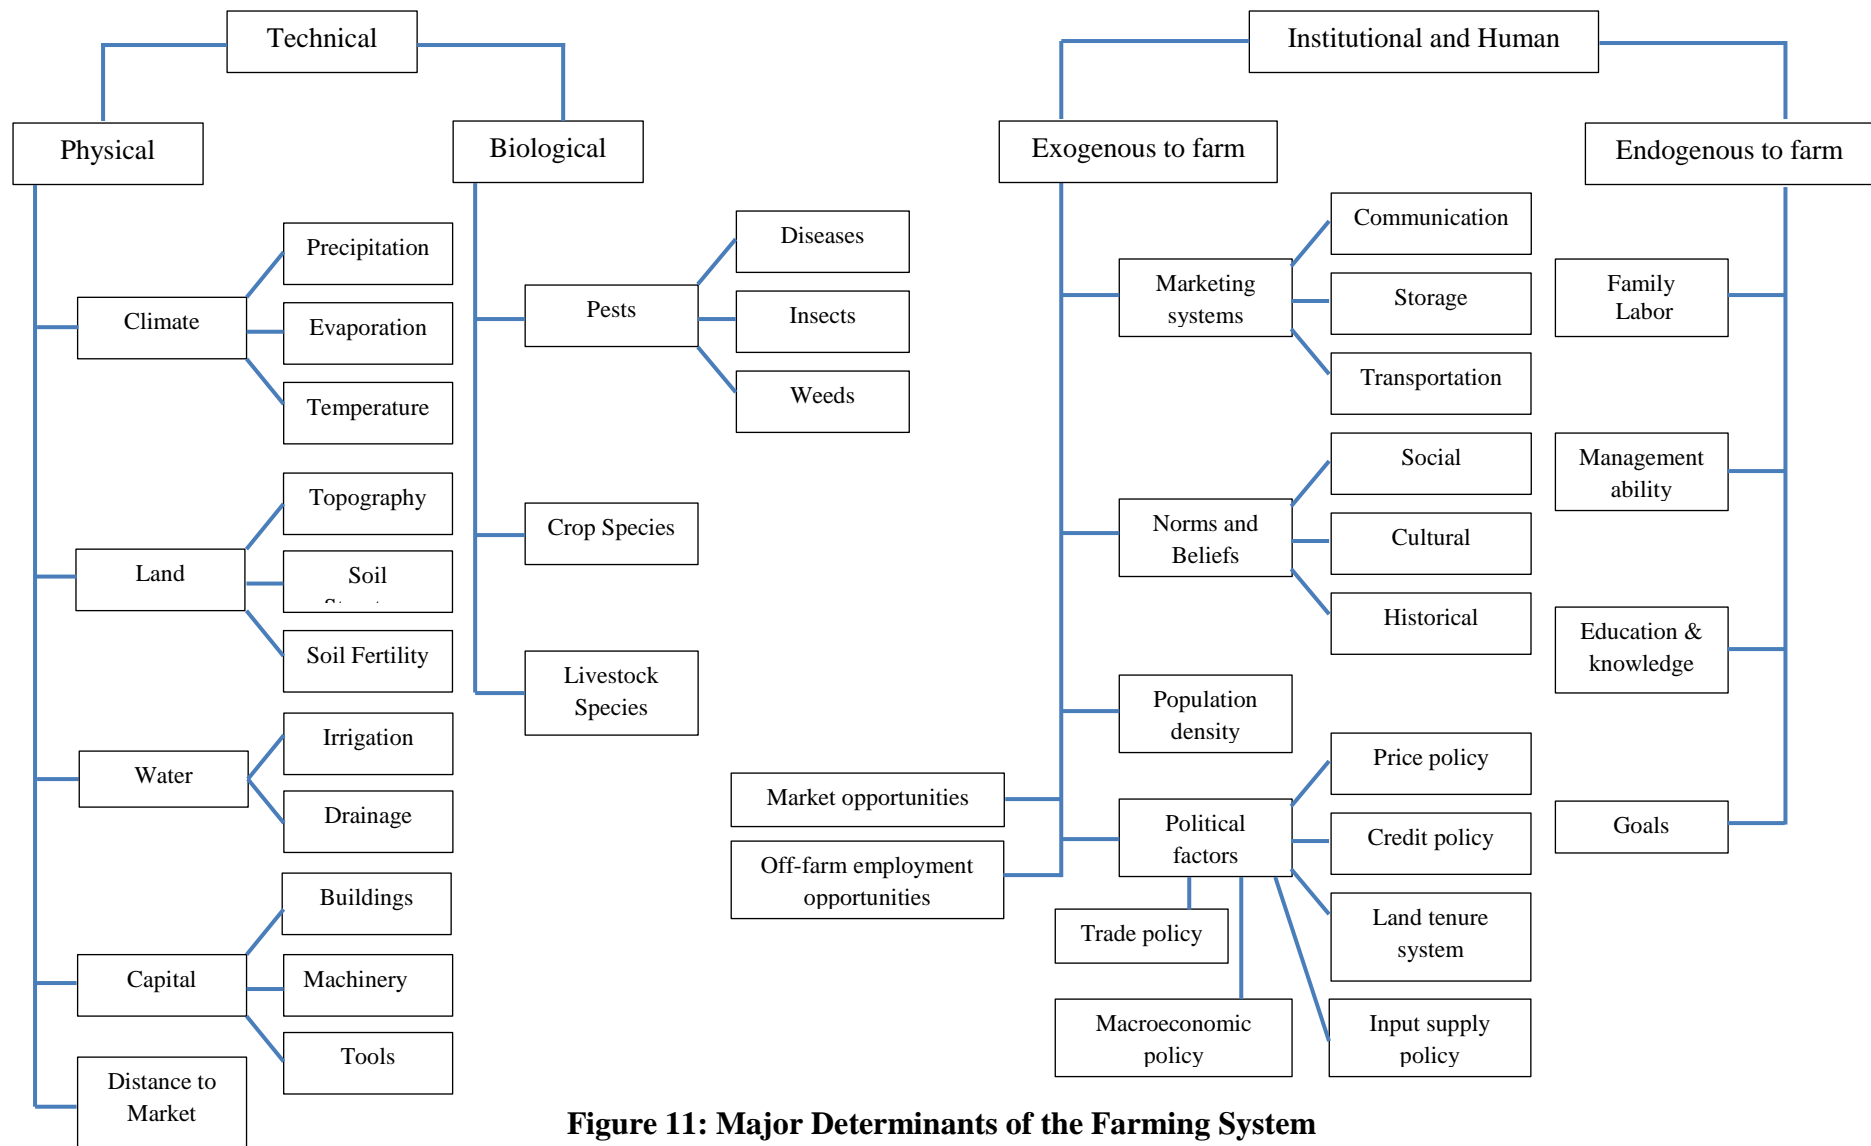 Technical
Institutional and Human
Physical
Biological
Exogenous to farm
Endogenous to farm
Climate
Precipitation
Evaporation
Temperature
Land
Topography
Soil
Soil Fertility
Water
Irrigation
Drainage
Capital
Buildings
Machinery
Tools
Distance to
Market
Pests
Diseases
Insects
Weeds
Crop Species
Livestock
Species
Marketing
systems
Communication
Storage
Transportation
Norms and
Beliefs
Social
Cultural
Historical
Population
density
Market opportunities
Off-farm employment
opportunities
Political
factors
Price policy
Credit policy
Land tenure
system
Input supply
policy
Trade policy
Macroeconomic
policy
Family
Labor
Management
ability
Education &
knowledge
Goals
Figure 11: Major Determinants of the Farming System